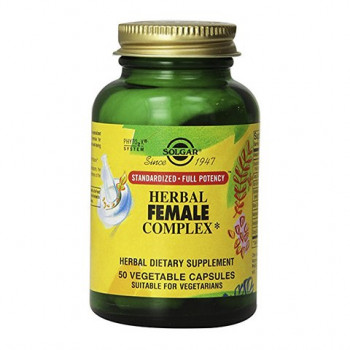 SOLGAR
Since 1947
STANDARDIZED • FULL POTENCY
HERBAL
FEMALE
COMPLEX*
HERBAL DIETARY SUPPLEMENT
50 VEGETABLE CAPSULES
SUITABLE FOR VEGETARIANS